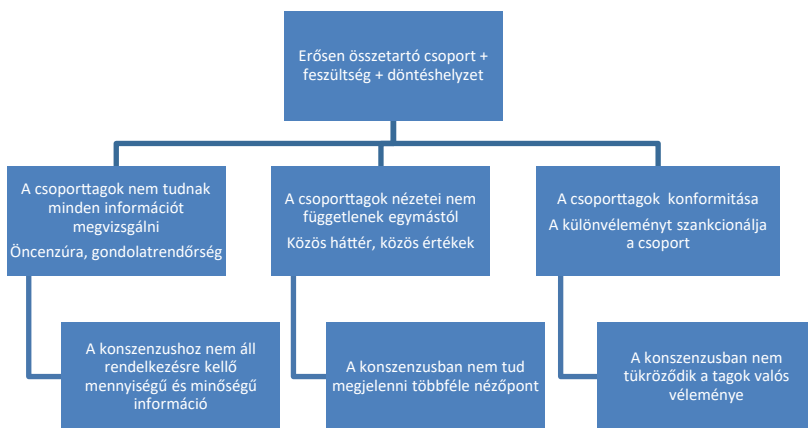 Erősen összetartó csoport +
feszültség + döntéshelyzet
A csoporttagok nem tudnak
minden információt
megvizsgálni
Öncenzúra, gondolatrendőrség
A csoporttagok nézetei nem
függetlenek egymástól
Közös háttér, közös értékek
A csoporttagok konformitása
A különvéleményt szankcionálja
a csoport
A konszenzushoz nem áll
rendelkezésre kellő
mennyiségű és minőségű
információ
A konszenzusban nem tud
megjelenni többféle nézőpont
A konszenzusban nem
tükröződik a tagok valós
véleménye